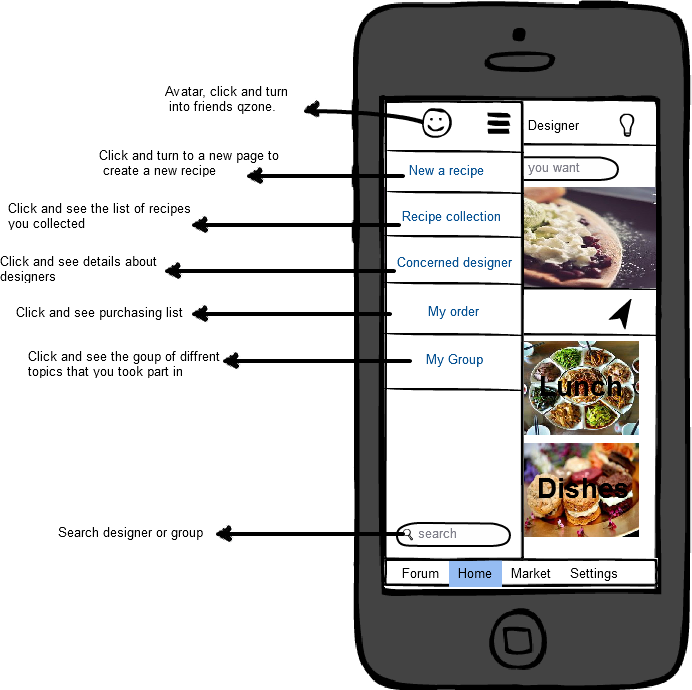 Avatar, click and turn
into friends qzone.
Click and turn to a new page to
create a new recipe
Click and see the list of recipes
you collected
Click and see details about
designers
Click and see purchasing list
Click and see the goup of diffrent
topics that you took part in
Search designer or group
New a recipe
Recipe collection
Concerned designer
My order
My Group
search
Designer
you want
Lunch
Dishes
Forum Home Market Settings